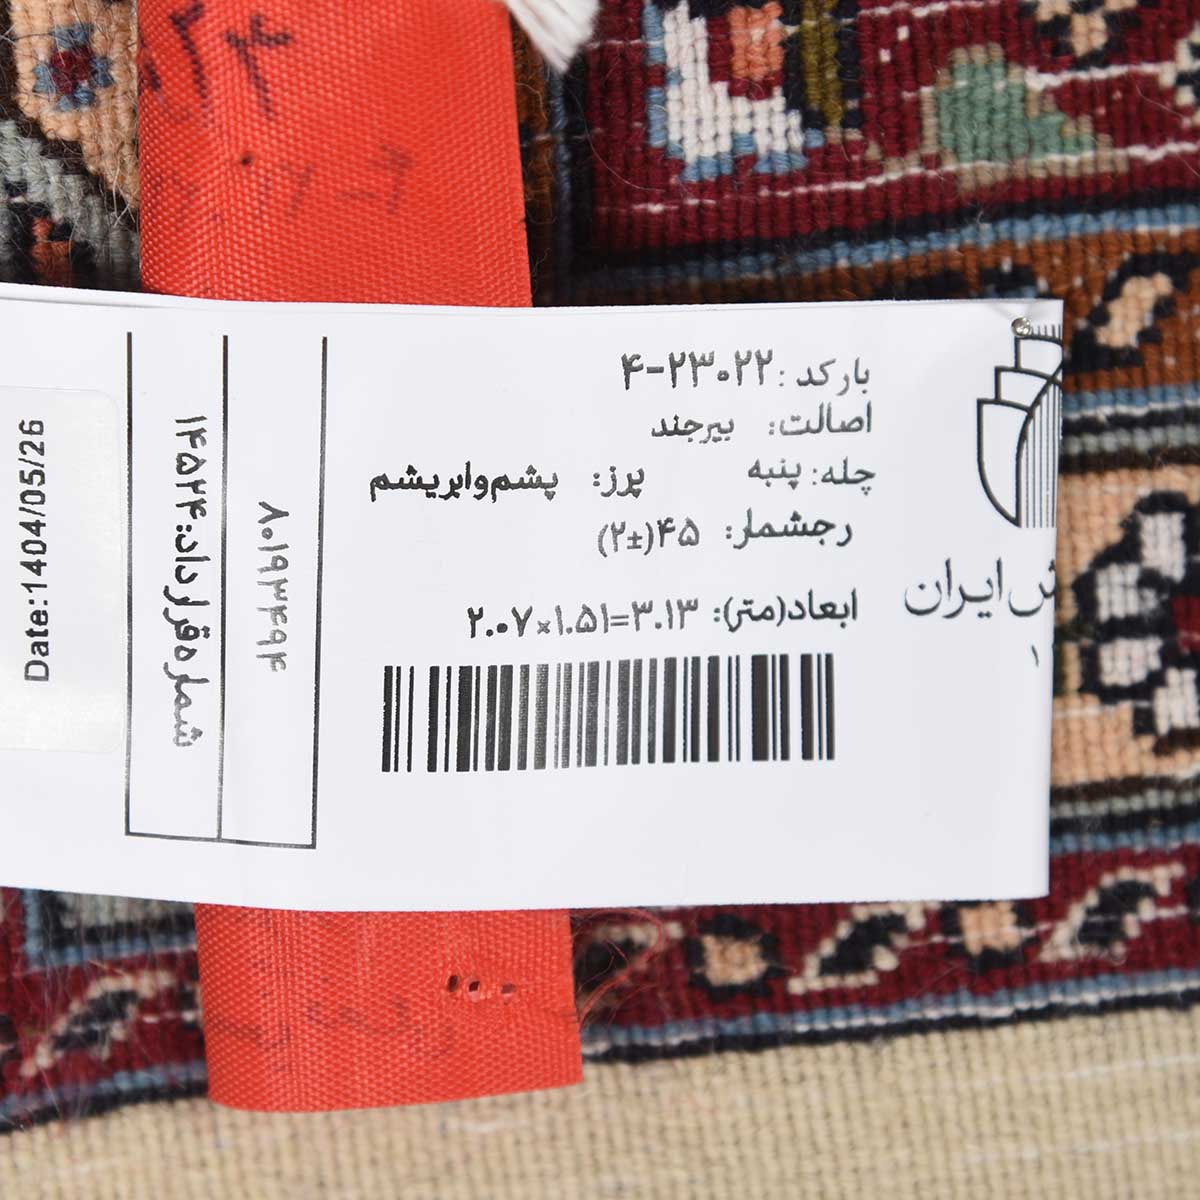 بارکد: ۴-۲۳۰۲۲
اصالت: بیرجند
چله: پنبه پرز: پشم‌وابریشم
رجشمار: ۴۵(±۲)
ابعاد(متر): ۲.۰۷×۱.۵۱=۳.۱۳
ش ایران
۸۰۱۹۳۴۹۴
شماره قرارداد: ۱۴۵۲۴
Date:1404/05/26